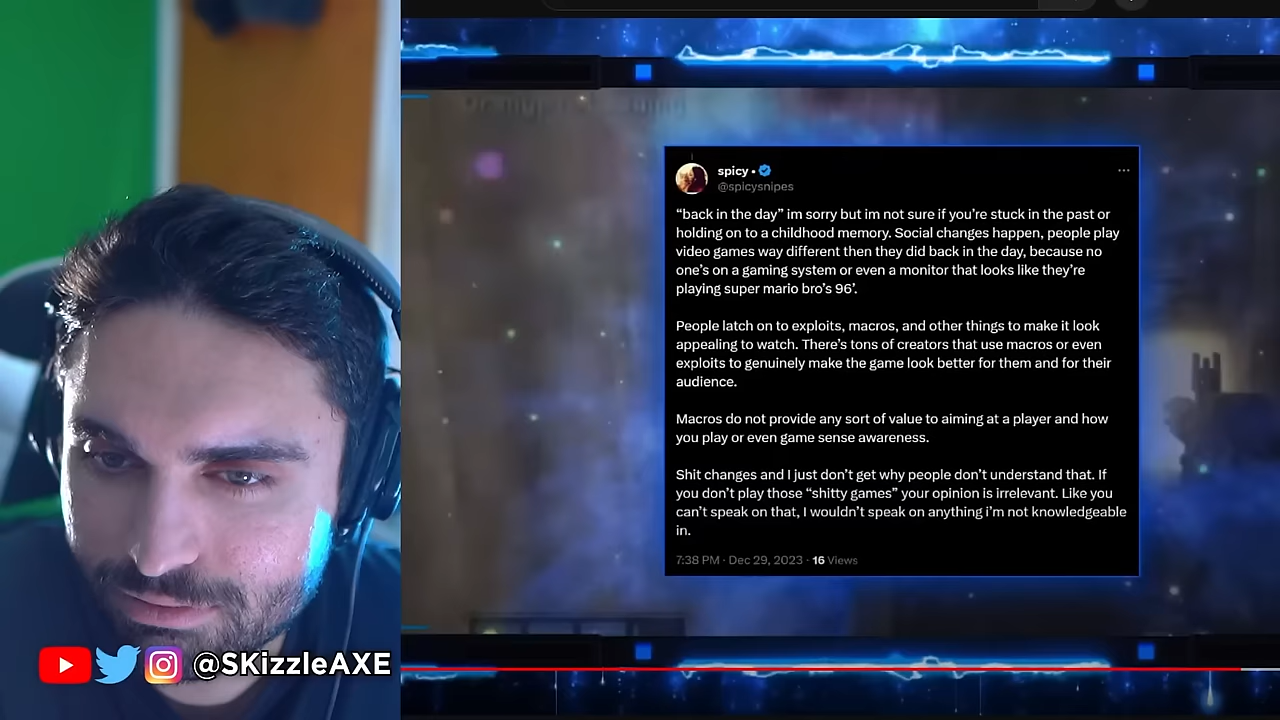 spicy •
@spicysnipes
“back in the day” im sorry but im not sure if you’re stuck in the past or
holding on to a childhood memory. Social changes happen, people play
video games way different then they did back in the day, because no
one’s on a gaming system or even a monitor that looks like they’re
playing super mario bro’s 96’.
People latch on to exploits, macros, and other things to make it look
appealing to watch. There’s tons of creators that use macros or even
exploits to genuinely make the game look better for them and for their
audience.
Macros do not provide any sort of value to aiming at a player and how
you play or even game sense awareness.
Shit changes and I just don’t get why people don’t understand that. If
you don’t play those “shitty games” your opinion is irrelevant. Like you
can’t speak on that, I wouldn’t speak on anything i’m not knowledgeable
in.
7:38 PM · Dec 29, 2023 · 16 Views
@SKizzleAXE